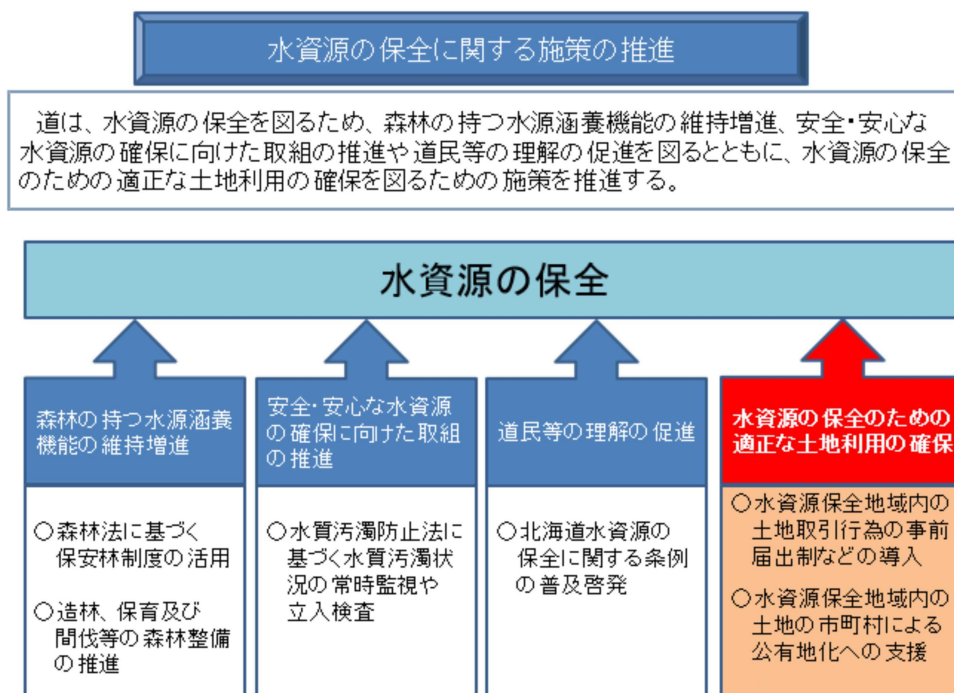 水資源の保全に関する施策の推進
道は、水資源の保全を図るため、森林の持つ水源涵養機能の維持増進、安全・安心な
水資源の確保に向けた取組の推進や道民等の理解の促進を図るとともに、水資源の保全
のための適正な土地利用の確保を図るための施策を推進する。
水資源の保全
森林の持つ水源涵養
機能の維持増進
○森林法に基づく
保安林制度の活用
○造林、保育及び
間伐等の森林整備
の推進
安全・安心な水資源
の確保に向けた取組
の推進
○水質汚濁防止法に
基づく水質汚濁状
況の常時監視や
立入検査
道民等の理解の促進
○北海道水資源の
保全に関する条例
の普及啓発
水資源の保全のための
適正な土地利用の確保
○水資源保全地域内の
土地取引行為の事前
届出制などの導入
○水資源保全地域内の
土地の市町村による
公有地化への支援